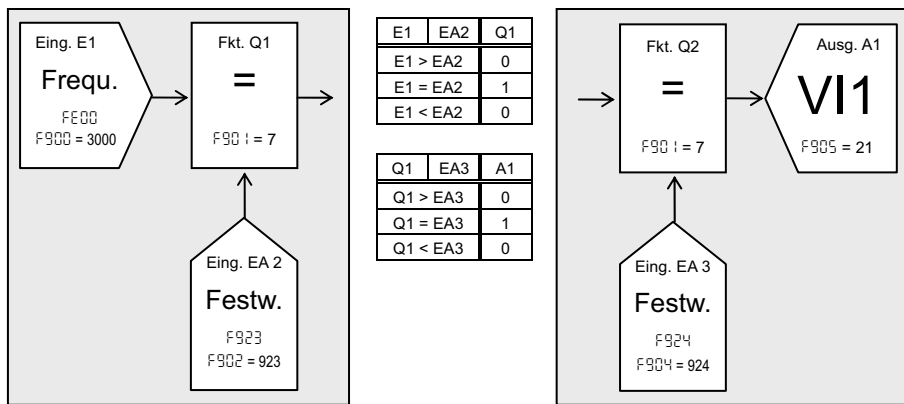 Eing. E1
Frequ.
FE00
F900 = 3000
Fkt. Q1
=
F901 = 7
Eing. EA 2
Festw.
F923
F902 = 923
E1 EA2 Q1
E1 > EA2 0
E1 = EA2 1
E1 < EA2 0
Q1 EA3 A1
Q1 > EA3 0
Q1 = EA3 1
Q1 < EA3 0
Fkt. Q2
=
F901 = 7
Ausg. A1
VI1
F905 = 21
Eing. EA 3
Festw.
F924
F904 = 924